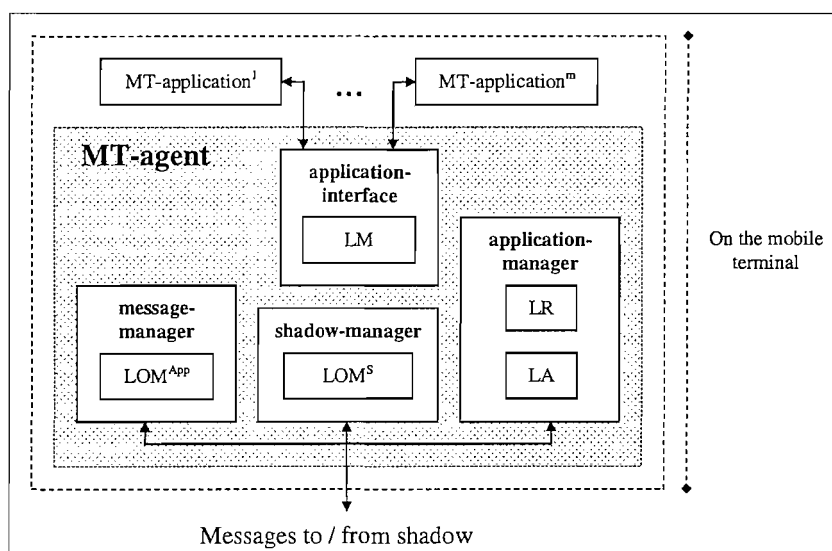 MT-application¹
...
MT-applicationᵐ
MT-agent
application-
interface
LM
application-
manager
LR
LA
On the mobile
terminal
message-
manager
LOMᴬᵖᵖ
shadow-manager
LOMˢ
Messages to / from shadow